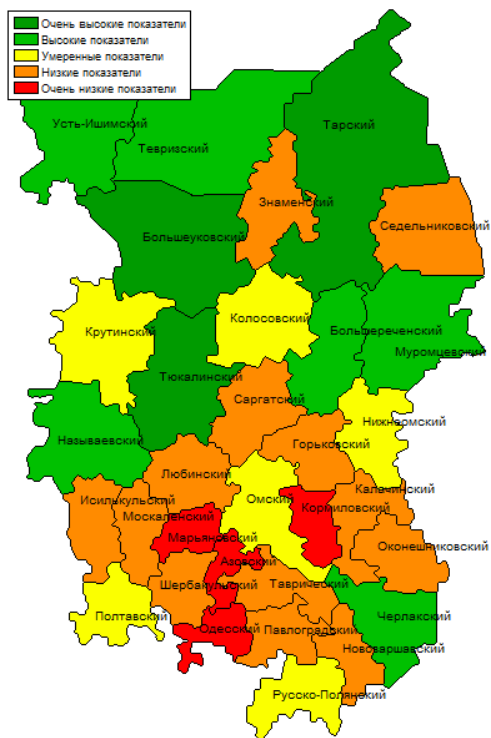 Очень высокие показатели
Высокие показатели
Умеренные показатели
Низкие показатели
Очень низкие показатели
Усть-Ишимский
Тарский
Тевризский
Знаменский
Седельниковский
Большеуковский
Колосовский
Крутинский
Большереченский
Муромцевский
Тюкалинский
Саргатский
Нижнеомский
Называевский
Горьковский
Любинский
Калачинский
Исилькульский
Омский
Кормиловский
Москаленский
Марьяновский
Оконешниковский
Азовский
Таврический
Шербакульский
Полтавский
Черлакский
Одесский
Павлоградский
Нововаршавский
Русско-Полянский